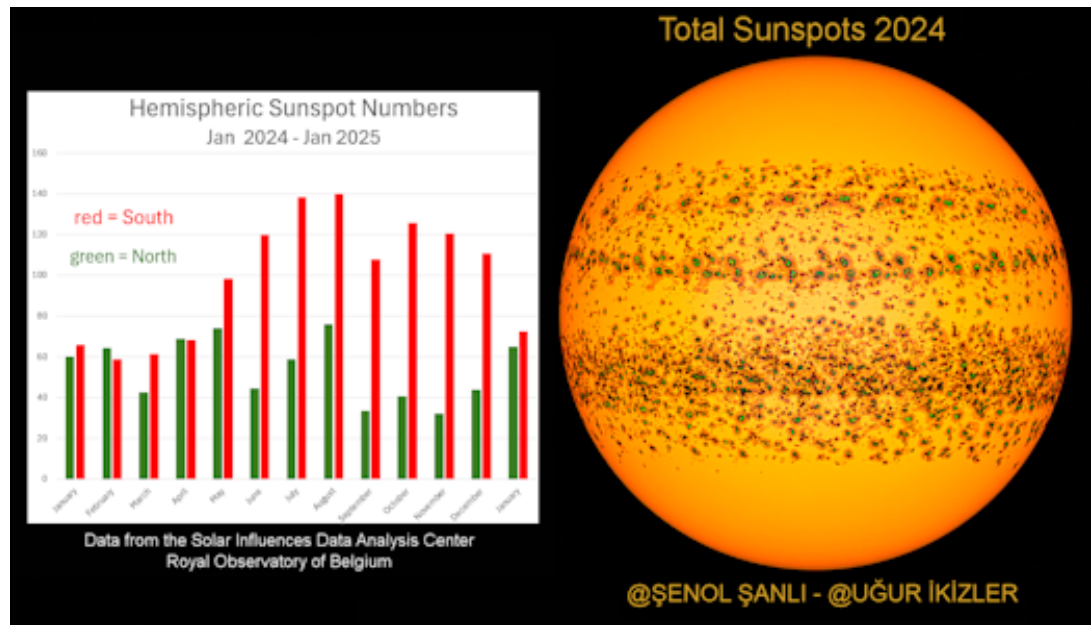 Total Sunspots 2024
Hemispheric Sunspot Numbers
Jan 2024 - Jan 2025
160
140
120
100
80
60
40
20
0
red = South
green = North
January
February
March
April
May
June
July
August
September
October
November
December
January
Data from the Solar Influences Data Analysis Center
Royal Observatory of Belgium
@ŞENOL ŞANLI - @UĞUR İKİZLER